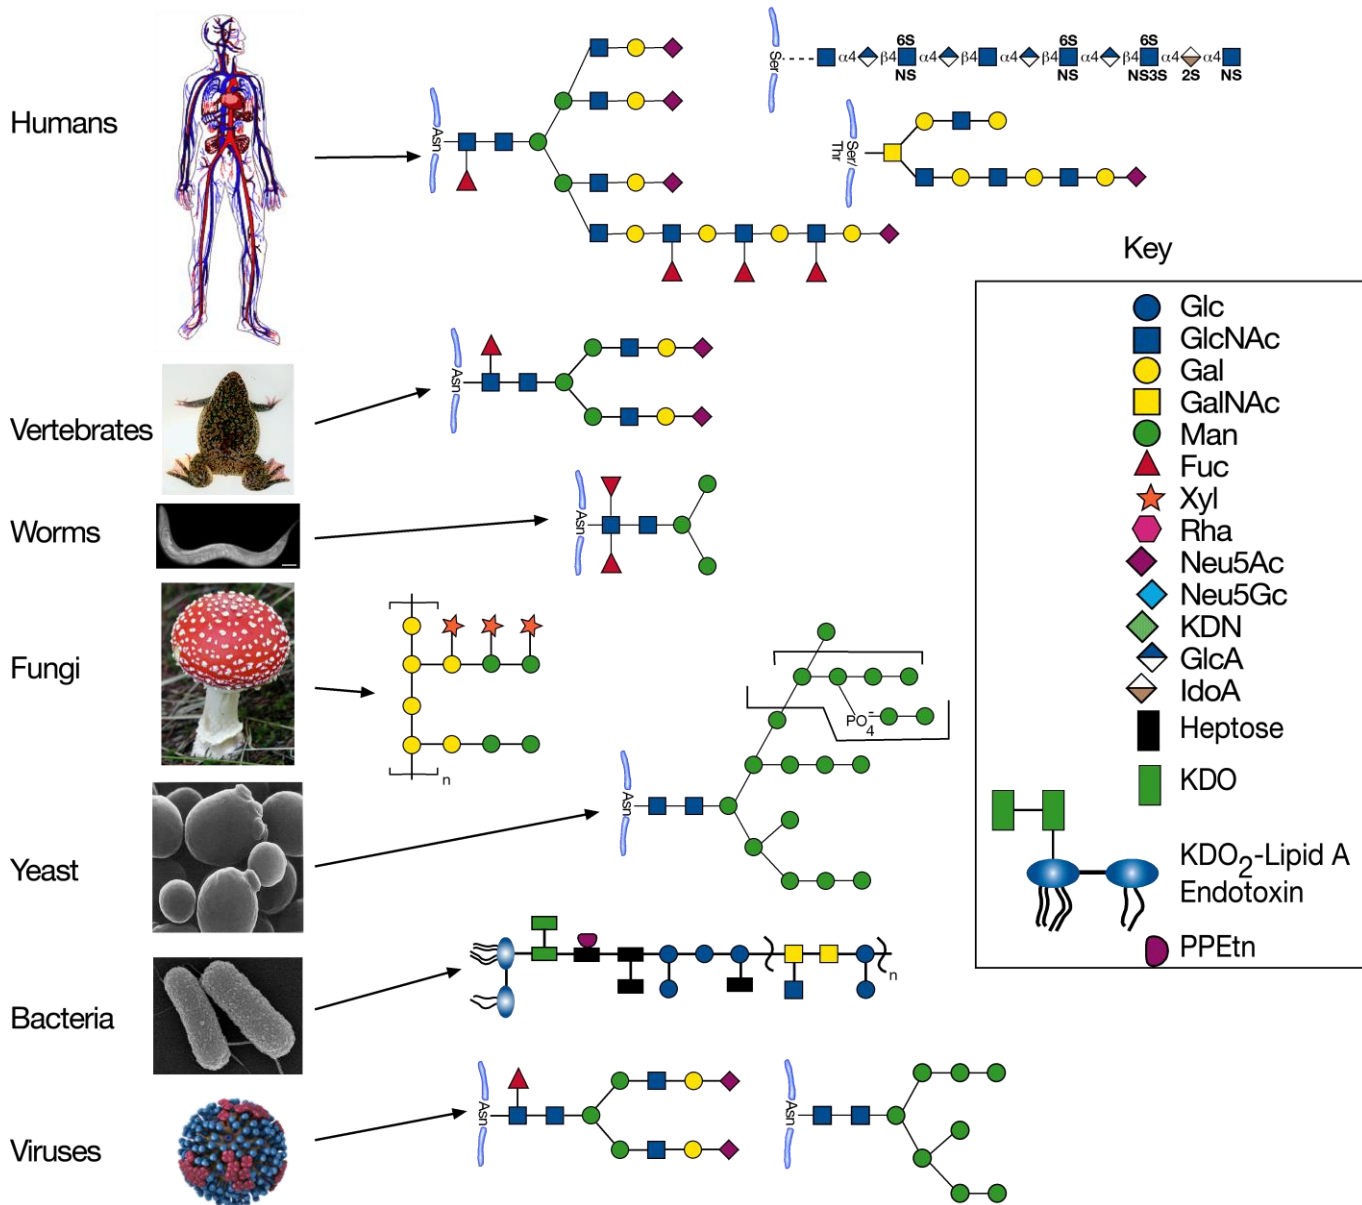 Humans
Asn
Ser
α4
β4
6S
NS
α4
β4
α4
β4
6S
NS
α4
β4
6S
NS3S
α4
2S
α4
NS
Ser/
Thr
Key
Glc
GlcNAc
Gal
GalNAc
Man
Fuc
Xyl
Rha
Neu5Ac
Neu5Gc
KDN
GlcA
IdoA
Heptose
KDO
KDO2-Lipid A
Endotoxin
PPEtn
Vertebrates
Asn
Worms
Asn
Fungi
n
Yeast
Asn
PO4-
Bacteria
n
Viruses
Asn
Asn